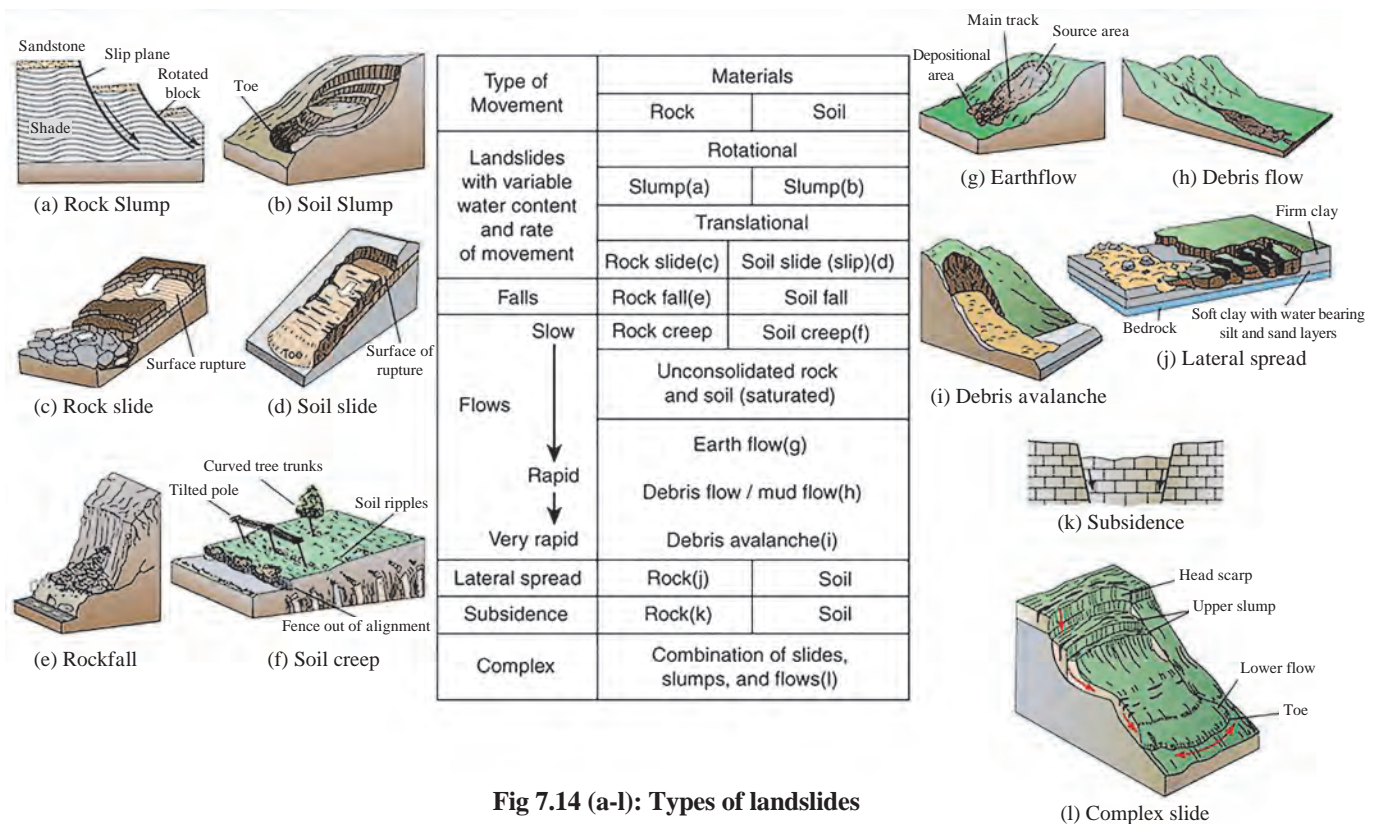 Sandstone
Slip plane
Rotated
block
Shade
(a) Rock Slump
Toe
(b) Soil Slump
Surface rupture
(c) Rock slide
Surface of
rupture
(d) Soil slide
(e) Rockfall
Curved tree trunks
Tilted pole
Soil ripples
Fence out of alignment
(f) Soil creep
Type of
Movement
Materials
Rock
Soil
Landslides
with variable
water content
and rate
of movement
Rotational
Slump(a)
Slump(b)
Translational
Rock slide(c)
Soil slide (slip)(d)
Falls
Rock fall(e)
Soil fall
Flows
Slow
Rapid
Very rapid
Rock creep
Soil creep(f)
Unconsolidated rock
and soil (saturated)
Earth flow(g)
Debris flow / mud flow(h)
Debris avalanche(i)
Lateral spread
Rock(j)
Soil
Subsidence
Rock(k)
Soil
Complex
Combination of slides,
slumps, and flows(l)
Main track
Source area
Depositional
area
(g) Earthflow
(h) Debris flow
(i) Debris avalanche
Firm clay
Bedrock
Soft clay with water bearing
silt and sand layers
(j) Lateral spread
(k) Subsidence
Head scarp
Upper slump
Lower flow
Toe
(l) Complex slide
Fig 7.14 (a-l): Types of landslides